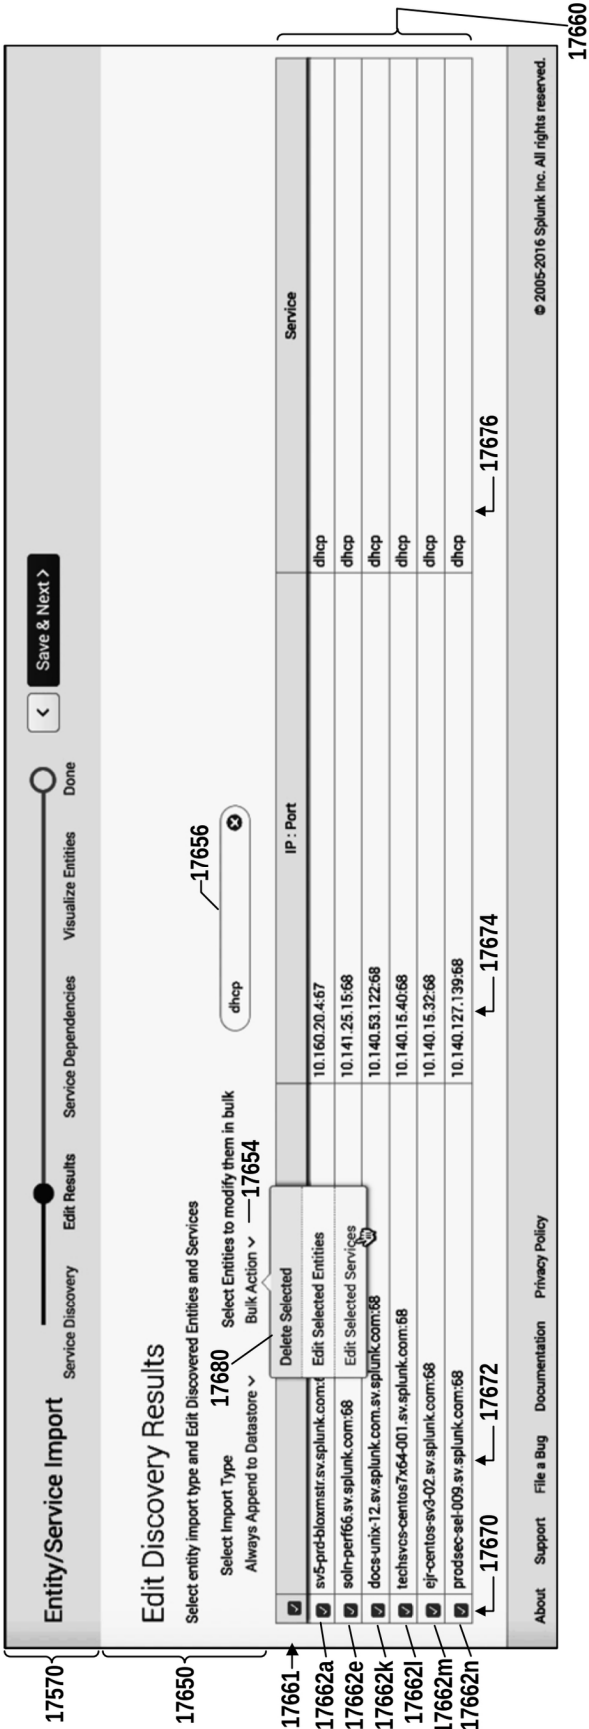 17660
17570
Entity/Service Import
Service Discovery
Edit Results
Service Dependencies
Visualize Entities
Done
<
Save & Next >
17650
Edit Discovery Results
Select entity import type and Edit Discovered Entities and Services
Select Import Type
Always Append to Datastore
17680
Select Entities to modify them in bulk
Bulk Action
17654
dhcp
17656
Delete Selected
Edit Selected Entities
Edit Selected Services
17661
IP : Port
Service
17662a
sv5-prd-bloxmstr.sv.splunk.com:6
10.160.20.4:67
dhcp
17662e
soln-perf66.sv.splunk.com:68
10.141.25.15:68
dhcp
17662k
docs-unix-12.sv.splunk.com.sv.splunk.com:68
10.140.53.122:68
dhcp
17662l
techsvcs-centos7x64-001.sv.splunk.com:68
10.140.15.40:68
dhcp
17662m
ejr-centos-sv3-02.sv.splunk.com:68
10.140.15.32:68
dhcp
17662n
prodsec-sel-009.sv.splunk.com:68
10.140.127.139:68
dhcp
17670
17672
17674
17676
About
Support
File a Bug
Documentation
Privacy Policy
© 2005-2016 Splunk Inc. All rights reserved.